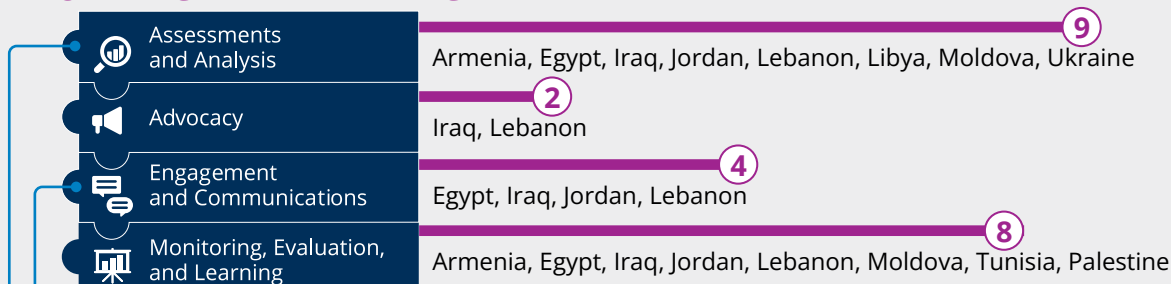 Assessments
and Analysis
9
Armenia, Egypt, Iraq, Jordan, Lebanon, Libya, Moldova, Ukraine
Advocacy
2
Iraq, Lebanon
Engagement
and Communications
4
Egypt, Iraq, Jordan, Lebanon
Monitoring, Evaluation,
and Learning
8
Armenia, Egypt, Iraq, Jordan, Lebanon, Moldova, Tunisia, Palestine